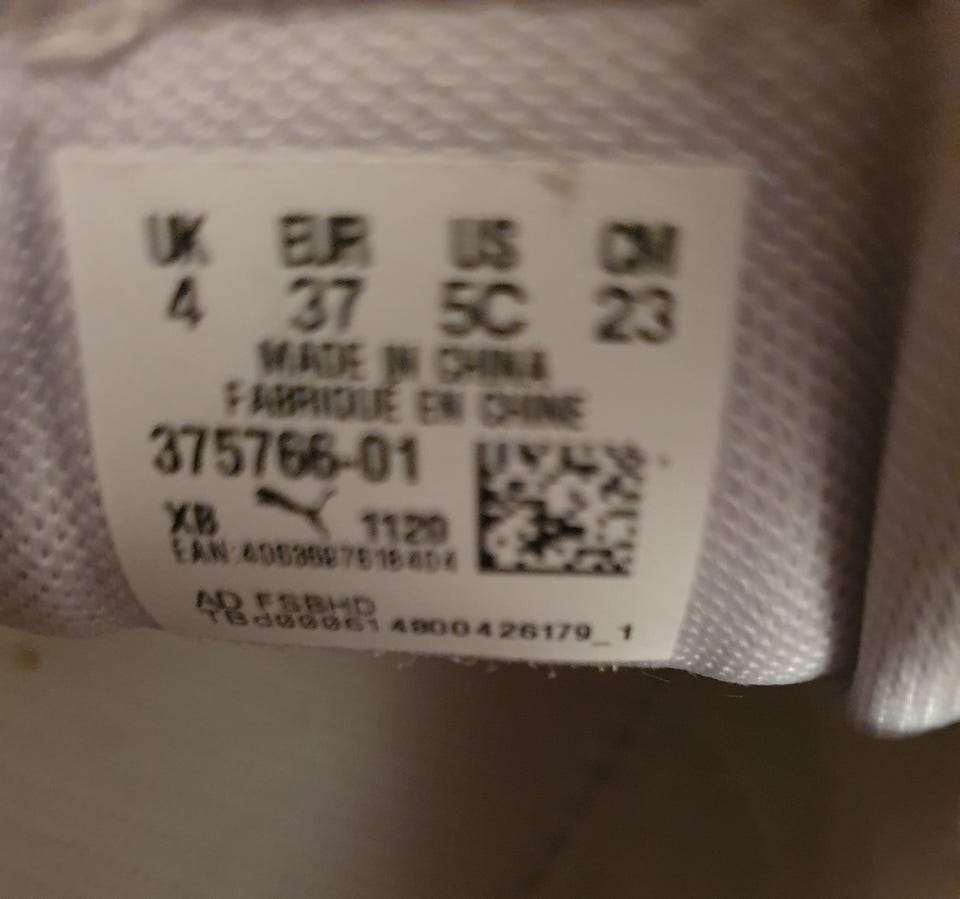 UK EUR US CM
4 37 5C 23
MADE IN CHINA
FABRIQUE EN CHINE
375766-01
XB 1120
EAN:
AD FSBHD